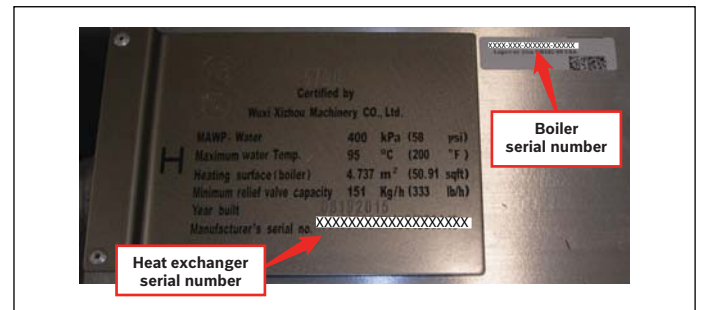 Certified by
Wuxi Xizhou Machinery CO., Ltd.
MAWP- Water 400 kPa (58 psi)
Maximum water Temp. 95 °C (200 °F)
Heating surface(boiler) 4.737 m² (50.91 sqft)
Minimum relief valve capacity 151 Kg/h (333 lb/h)
Year built 08192015
Manufacturer's serial no. XXXXXXXXXXXXXXXXXXX
H
XXXX-XXX-XXXXXX-XXXXX
Boiler
serial number
Heat exchanger
serial number